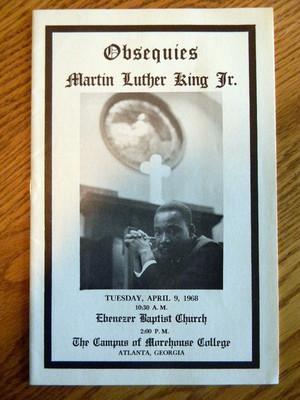 Obsequies
Martin Luther King Jr.
TUESDAY, APRIL 9, 1968
10:30 A. M.
Ebenezer Baptist Church
2:00 P. M.
The Campus of Morehouse College
ATLANTA, GEORGIA